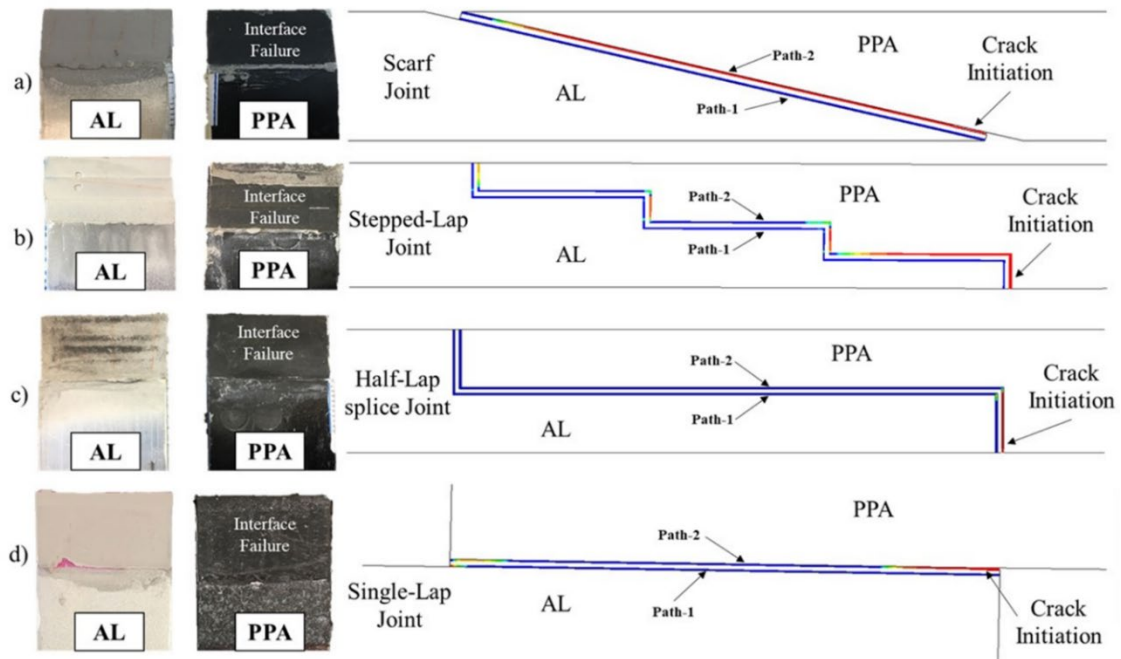 a)
AL
Interface
Failure
PPA
Scarf
Joint
AL
Path-2
Path-1
PPA
Crack
Initiation
b)
AL
Interface
Failure
PPA
Stepped-Lap
Joint
AL
Path-2
Path-1
PPA
Crack
Initiation
c)
AL
Interface
Failure
PPA
Half-Lap
splice Joint
AL
Path-2
Path-1
PPA
Crack
Initiation
d)
AL
Interface
Failure
PPA
Single-Lap
Joint
AL
Path-2
Path-1
PPA
Crack
Initiation